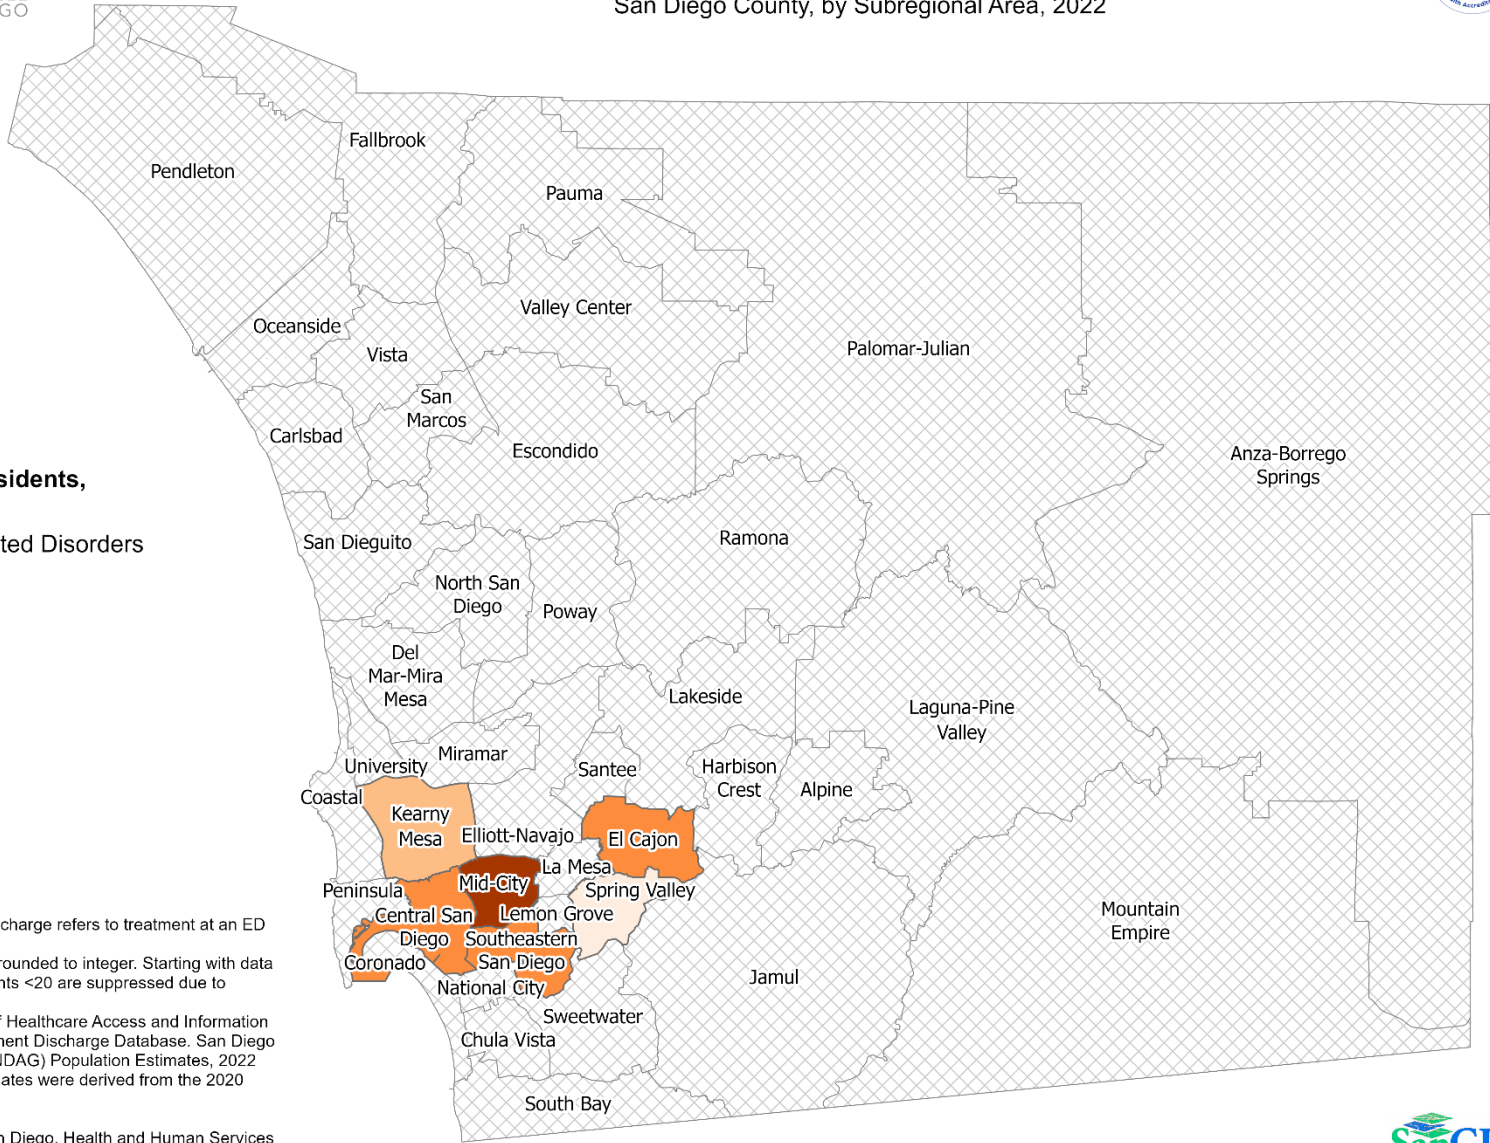 GO
San Diego County, by Subregional Area, 2022
Fallbrook
Pendleton
Pauma
Valley Center
Oceanside
Vista
Palomar-Julian
San
Marcos
Carlsbad
Escondido
Anza-Borrego
Springs
sidents,
ted Disorders
San Dieguito
Ramona
North San
Diego
Poway
Del
Mar-Mira
Mesa
Lakeside
Laguna-Pine
Valley
Miramar
University
Santee
Harbison
Crest
Alpine
Coastal
Kearny
Mesa
Elliott-Navajo
El Cajon
La Mesa
Mid-City
Peninsula
Spring Valley
Central San
Diego
Lemon Grove
Southeastern
San Diego
Coronado
National City
Mountain
Empire
Jamul
Sweetwater
Chula Vista
South Bay
charge refers to treatment at an ED
rounded to integer. Starting with data
nts <20 are suppressed due to
f Healthcare Access and Information
nent Discharge Database. San Diego
NDAG) Population Estimates, 2022
ates were derived from the 2020
n Diego, Health and Human Services